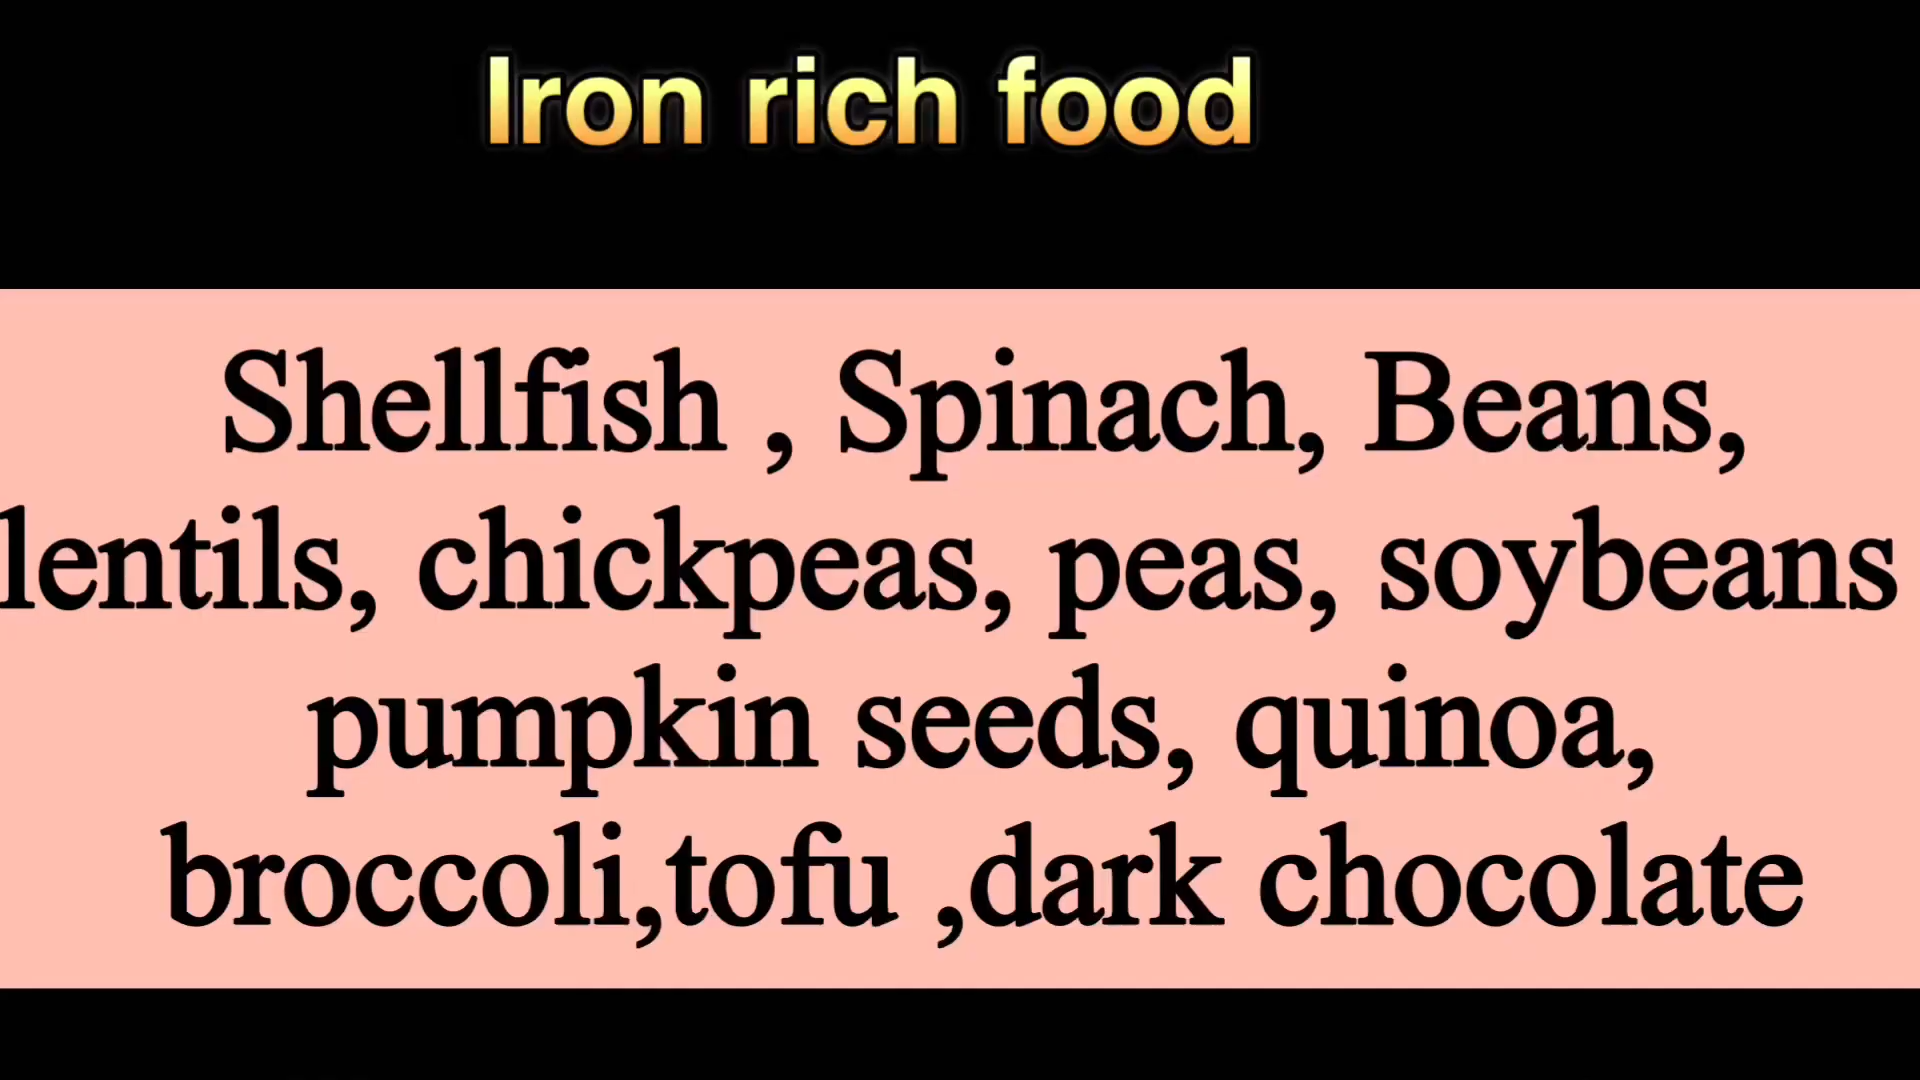 Iron rich food
Shellfish , Spinach, Beans,
lentils, chickpeas, peas, soybeans
pumpkin seeds, quinoa,
broccoli,tofu ,dark chocolate